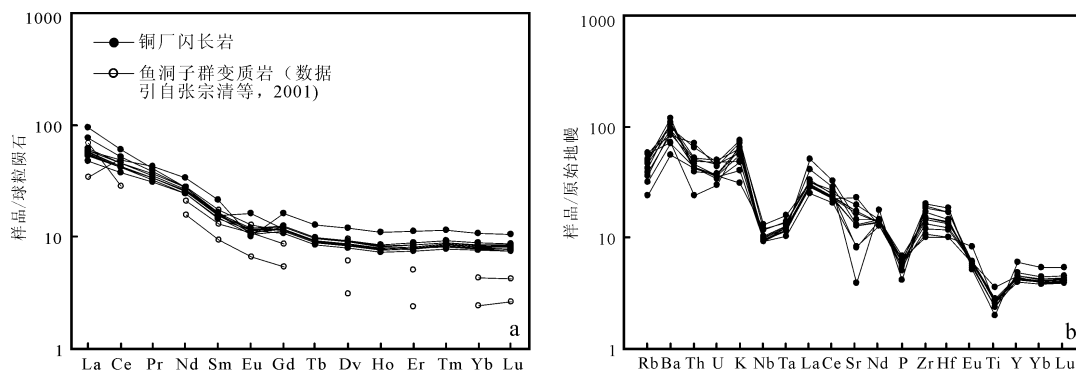 1000
100
10
1
样品/球粒陨石
铜厂闪长岩
鱼洞子群变质岩（数据
引自张宗清等，2001)
a
La Ce Pr Nd Sm Eu Gd Tb Dv Ho Er Tm Yb Lu
1000
100
10
1
样品/原始地幔
b
Rb Ba Th U K Nb Ta La Ce Sr Nd P Zr Hf Eu Ti Y Yb Lu